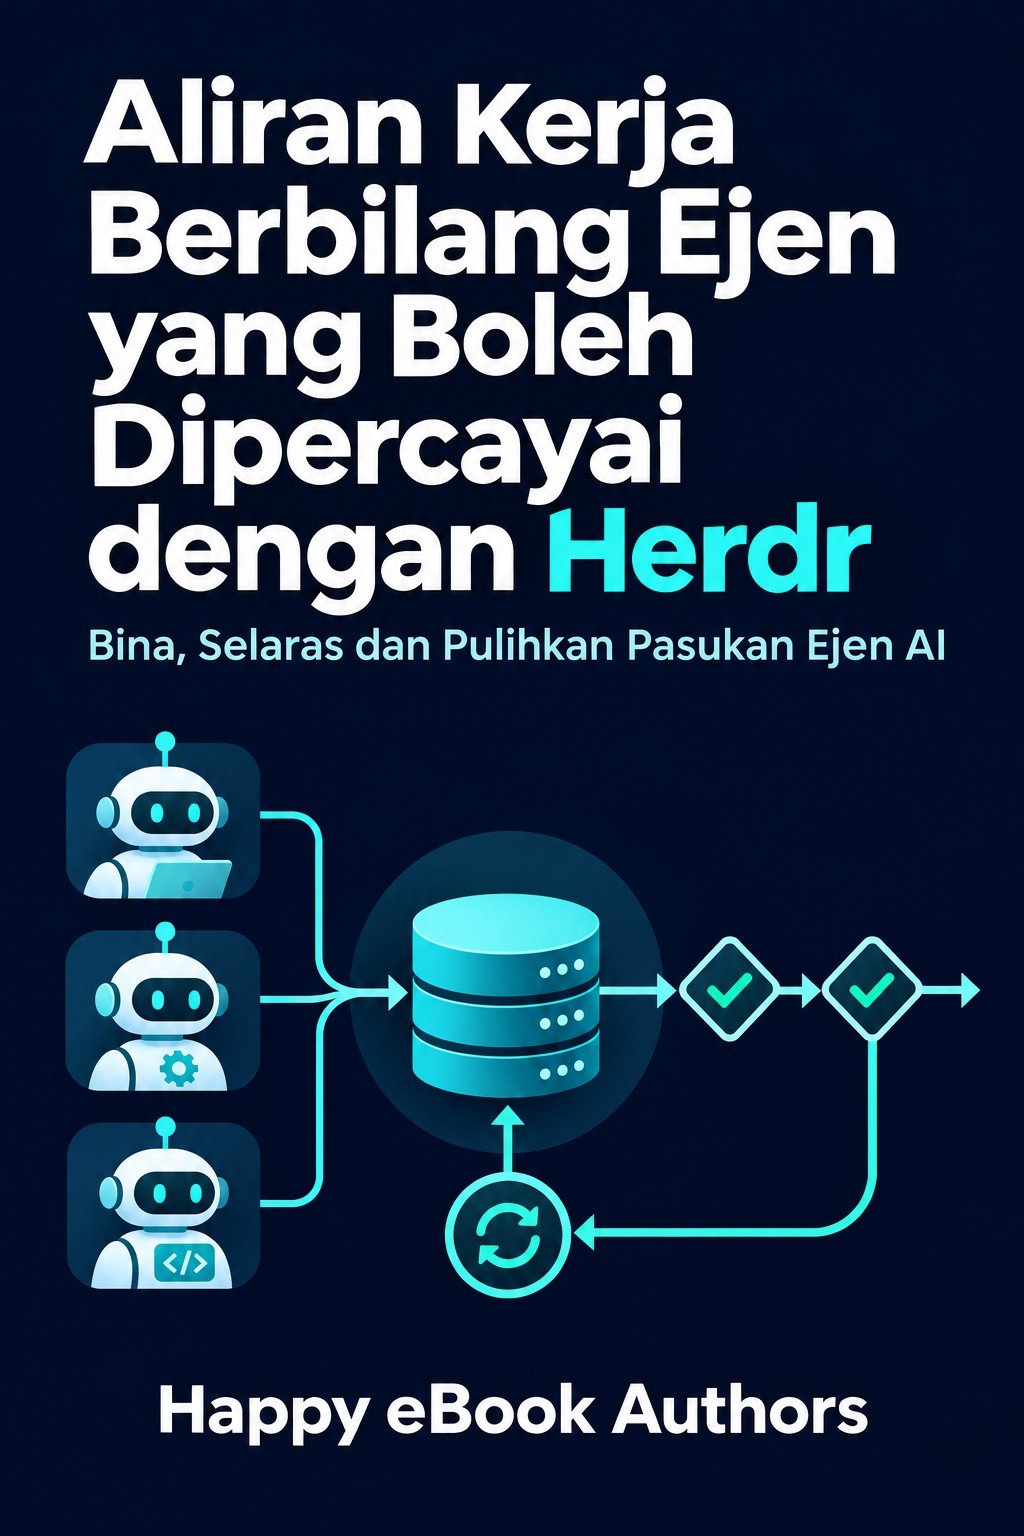 Aliran Kerja
Berbilang Ejen
yang Boleh
Dipercayai
dengan Herdr
Bina, Selaras dan Pulihkan Pasukan Ejen AI
</>
Happy eBook Authors